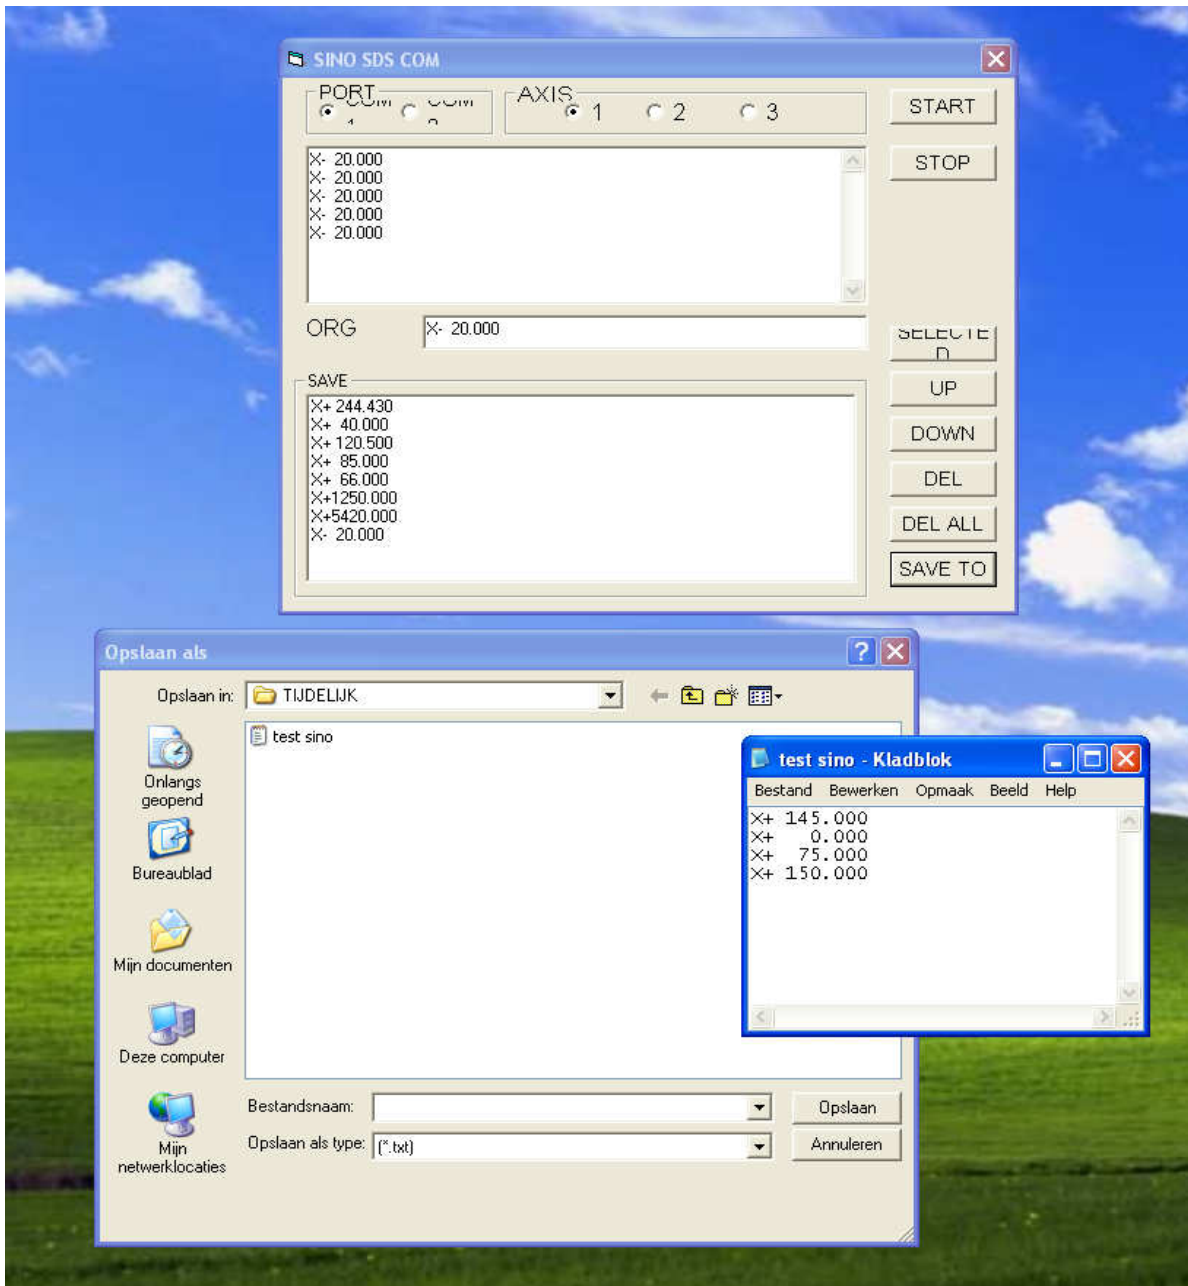 SINO SDS COM
PORT
AXIS
1 2 3
START
X- 20.000
X- 20.000
X- 20.000
X- 20.000
X- 20.000
STOP
ORG
X- 20.000
SAVE
X+ 244.430
X+ 40.000
X+ 120.500
X+ 85.000
X+ 66.000
X+1250.000
X+5420.000
X- 20.000
SELECTE
D
UP
DOWN
DEL
DEL ALL
SAVE TO
Opslaan als
Opslaan in:
TIJDELIJK
test sino
Onlangs
geopend
Bureaublad
Mijn documenten
Deze computer
Mijn
netwerklocaties
Bestandsnaam:
Opslaan
Opslaan als type:
(*.txt)
Annuleren
test sino - Kladblok
Bestand Bewerken Opmaak Beeld Help
X+ 145.000
X+ 0.000
X+ 75.000
X+ 150.000